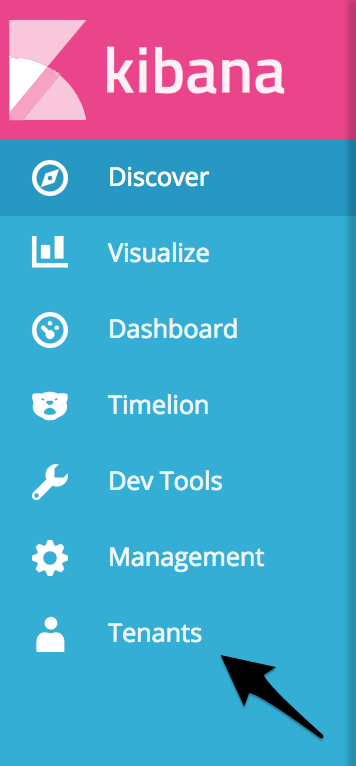 kibana
Discover
Visualize
Dashboard
Timelion
Dev Tools
Management
Tenants